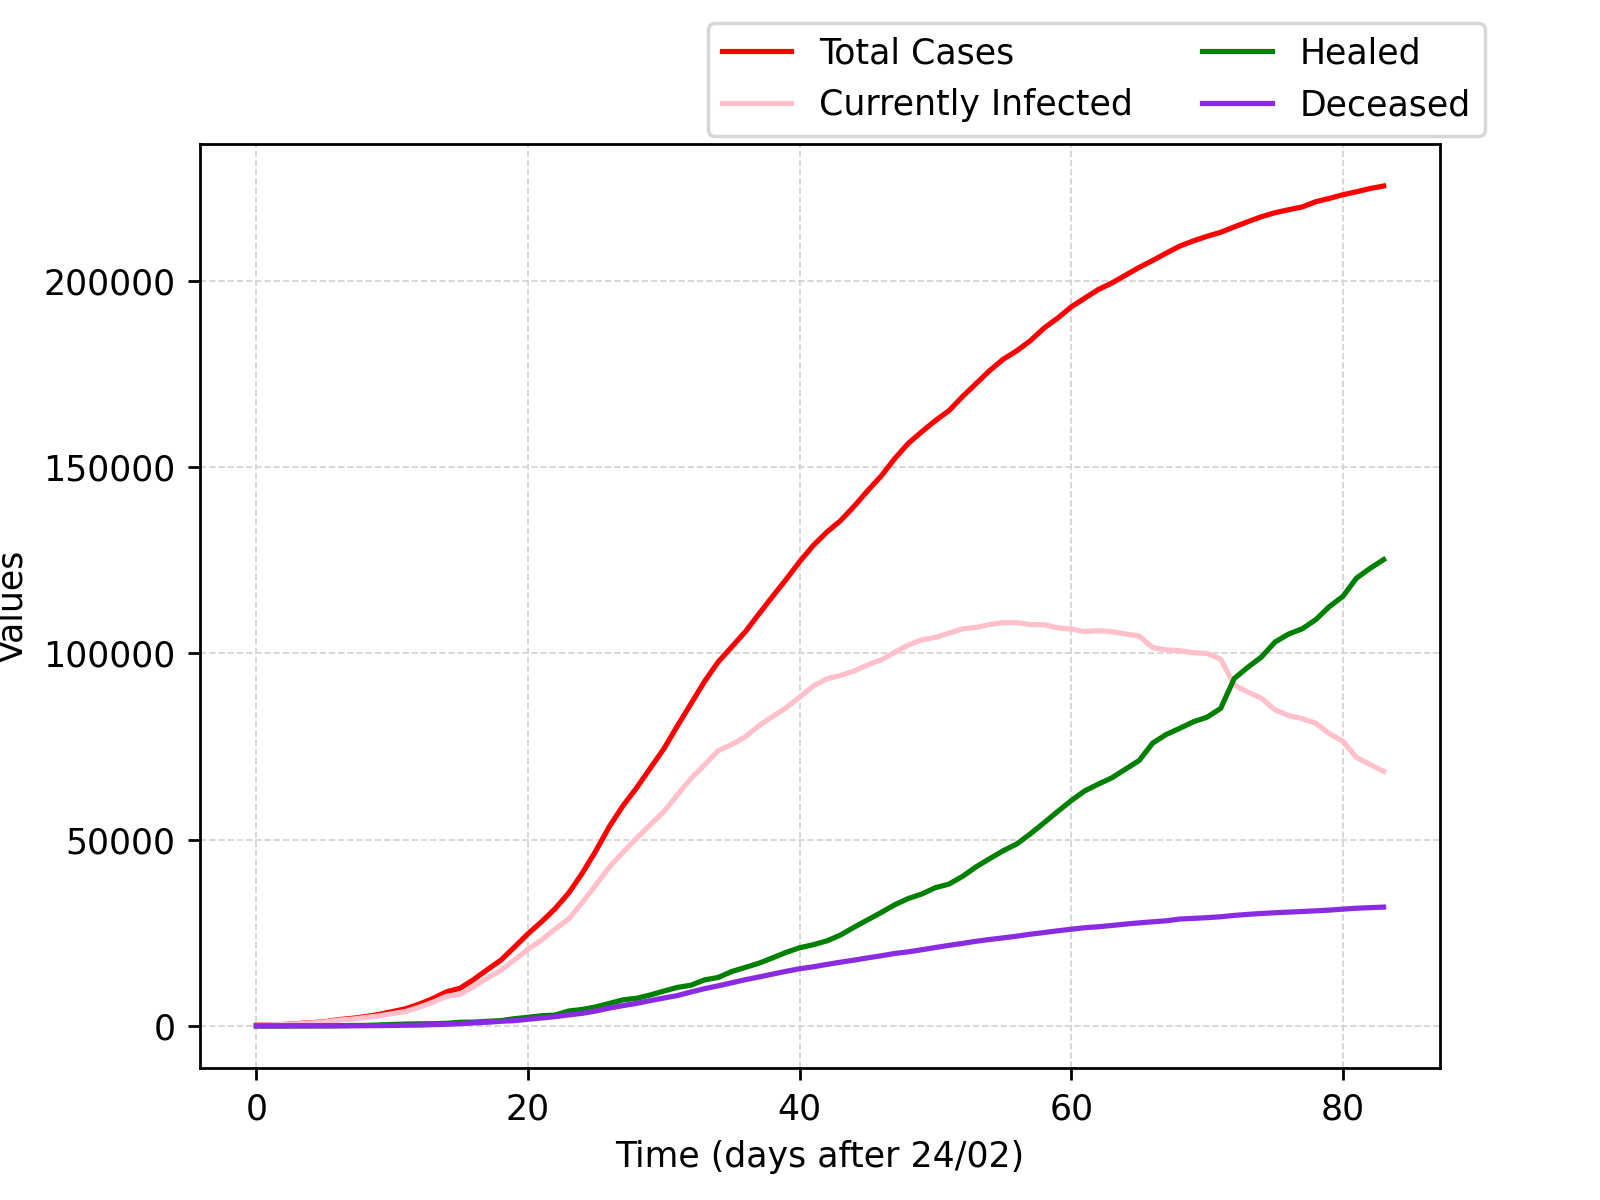 Total Cases
Currently Infected
Healed
Deceased
200000
150000
100000
50000
0
Values
0 20 40 60 80
Time (days after 24/02)